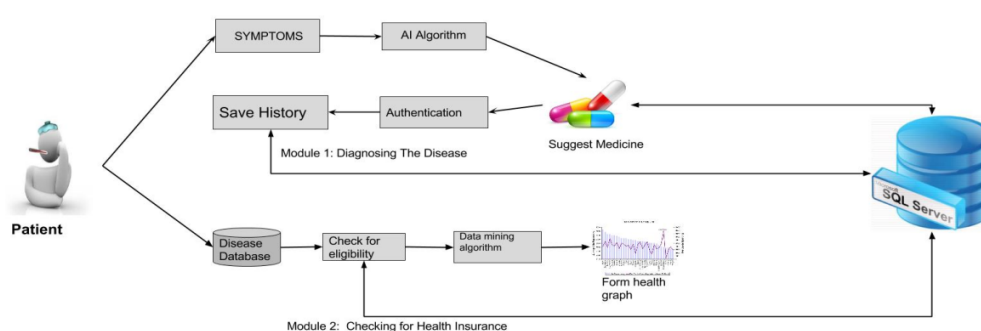 SYMPTOMS
AI Algorithm
Save History
Authentication
Suggest Medicine
Module 1: Diagnosing The Disease
SQL Server
Patient
Disease
Database
Check for
eligibility
Data mining
algorithm
Form health
graph
Module 2: Checking for Health Insurance